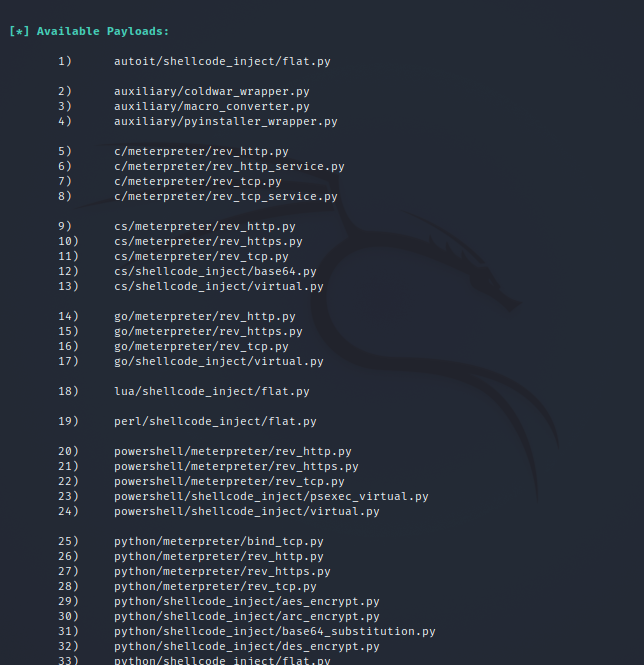 [*] Available Payloads:
1) autoit/shellcode_inject/flat.py
2) auxiliary/coldwar_wrapper.py
3) auxiliary/macro_converter.py
4) auxiliary/pyinstaller_wrapper.py
5) c/meterpreter/rev_http.py
6) c/meterpreter/rev_http_service.py
7) c/meterpreter/rev_tcp.py
8) c/meterpreter/rev_tcp_service.py
9) cs/meterpreter/rev_http.py
10) cs/meterpreter/rev_https.py
11) cs/meterpreter/rev_tcp.py
12) cs/shellcode_inject/base64.py
13) cs/shellcode_inject/virtual.py
14) go/meterpreter/rev_http.py
15) go/meterpreter/rev_https.py
16) go/meterpreter/rev_tcp.py
17) go/shellcode_inject/virtual.py
18) lua/shellcode_inject/flat.py
19) perl/shellcode_inject/flat.py
20) powershell/meterpreter/rev_http.py
21) powershell/meterpreter/rev_https.py
22) powershell/meterpreter/rev_tcp.py
23) powershell/shellcode_inject/psexec_virtual.py
24) powershell/shellcode_inject/virtual.py
25) python/meterpreter/bind_tcp.py
26) python/meterpreter/rev_http.py
27) python/meterpreter/rev_https.py
28) python/meterpreter/rev_tcp.py
29) python/shellcode_inject/aes_encrypt.py
30) python/shellcode_inject/arc_encrypt.py
31) python/shellcode_inject/base64_substitution.py
32) python/shellcode_inject/des_encrypt.py
33) python/shellcode_inject/flat.py